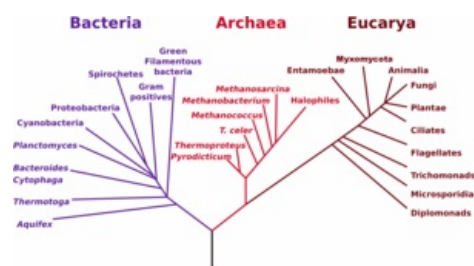 Bacteria
Archaea
Eucarya
Green
Filamentous
bacteria
Spirochetes
Gram
positives
Proteobacteria
Cyanobacteria
Planctomyces
Bacteroides
Cytophaga
Thermotoga
Aquifex
Methanosarcina
Methanobacterium
Halophiles
Methanococcus
T. celer
Thermoproteus
Pyrodicticum
Myxomycota
Entamoebae
Animalia
Fungi
Plantae
Ciliates
Flagellates
Trichomonads
Microsporidia
Diplomonads